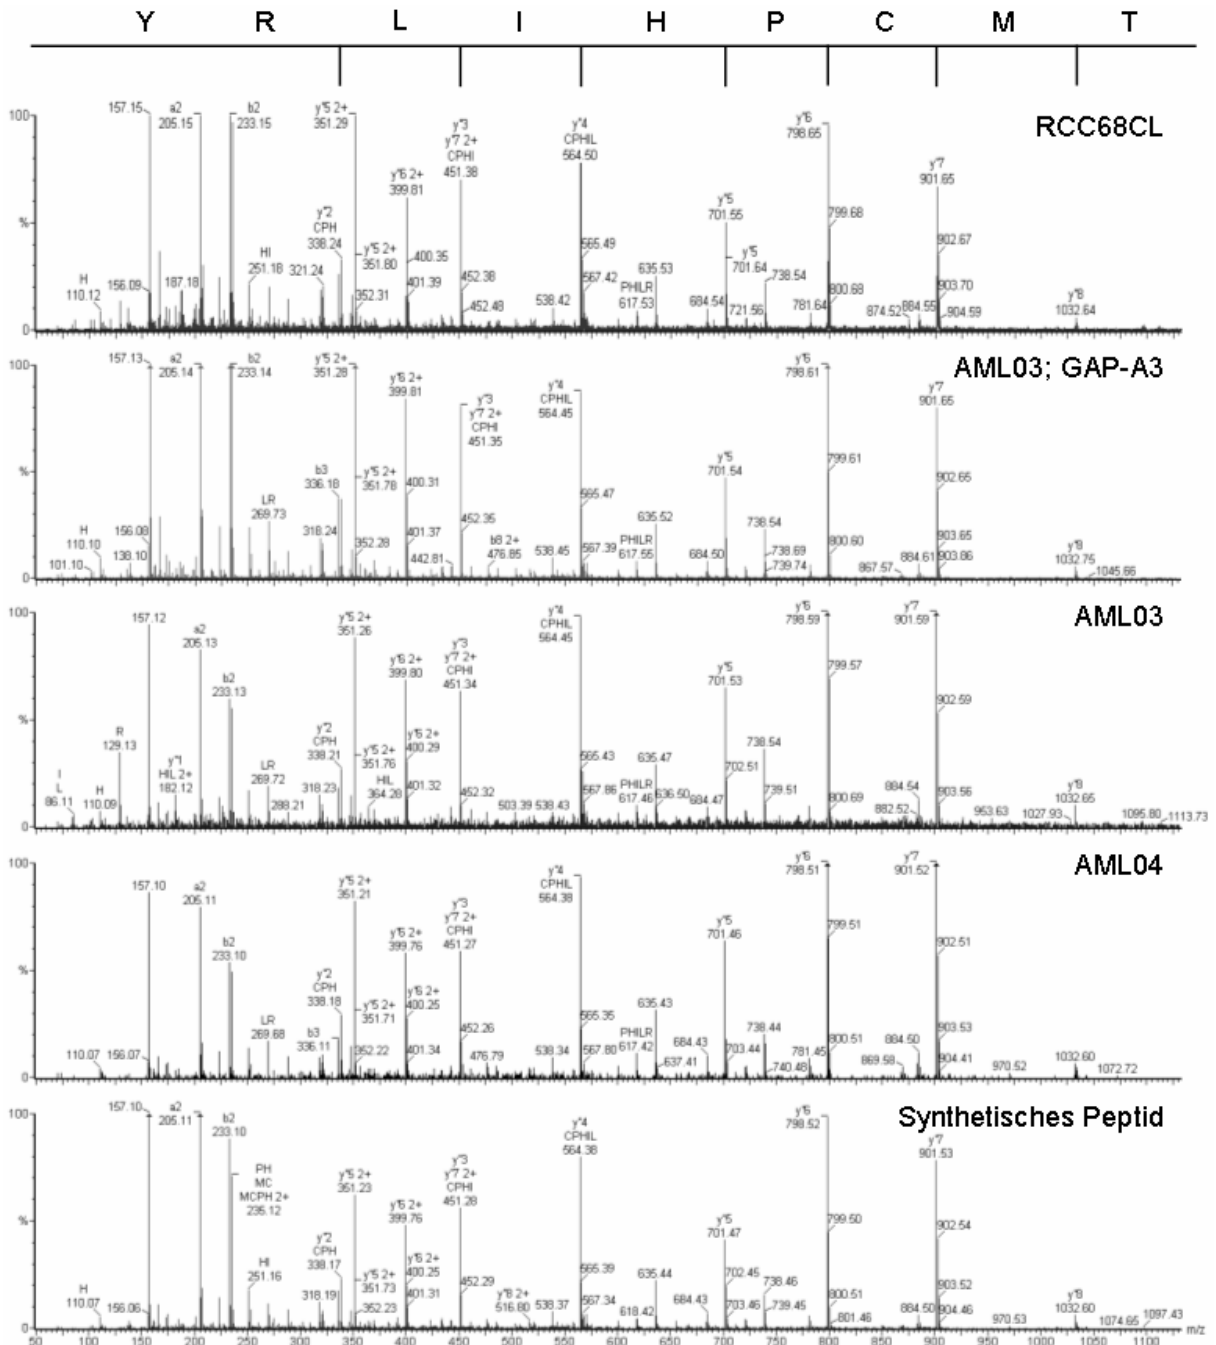 Y R L I H P C M T
RCC68CL
100
%
0
157.15
a2
205.15
b2
233.15
y"5 2+
351.29
y"6 2+
399.81
y"3
y"7 2+
CPHI
451.38
y"4
CPHIL
564.50
y"5
701.55
y"6
798.65
y"7
901.65
H
110.12
156.09
187.18
HI
251.18
321.24
y"2
CPH
338.24
y"5 2+
351.80
352.31
400.35
401.39
452.38
452.48
538.42
565.49
567.42
PHILR
617.53
635.53
684.54
y"5
701.64
721.56
738.54
781.64
799.68
800.68
874.52
884.55
902.67
903.70
904.59
y"8
1032.64
AML03; GAP-A3
100
%
0
157.13
a2
205.14
b2
233.14
y"5 2+
351.28
y"6 2+
399.81
y"3
y"7 2+
CPHI
451.35
y"4
CPHIL
564.45
y"5
701.54
y"6
798.61
y"7
901.65
101.10
H
110.10
138.10
156.08
LR
269.73
318.24
b3
336.18
y"5 2+
351.78
352.28
400.31
401.37
442.81
452.35
b8 2+
476.85
538.45
565.47
567.39
PHILR
617.55
635.52
684.50
738.54
738.69
739.74
799.61
800.60
867.57
884.61
902.65
903.65
903.86
y"8
1032.75
1045.66
AML03
100
%
0
157.12
a2
205.13
b2
233.13
y"5 2+
351.26
y"6 2+
399.80
y"3
y"7 2+
CPHI
451.34
y"4
CPHIL
564.45
y"5
701.53
y"6
798.59
y"7
901.59
I
L
86.11
H
110.09
R
129.13
y"1
HIL 2+
182.12
LR
269.72
288.21
318.23
y"2
CPH
338.21
y"5 2+
351.76
HIL
364.28
y"6 2+
400.29
401.32
452.32
503.39
538.43
565.43
567.86
PHILR
617.46
635.47
636.50
684.47
702.51
738.54
739.51
799.57
800.69
882.52
884.54
902.59
903.56
953.63
1027.93
y"8
1032.65
1095.80
1113.73
AML04
100
%
0
157.10
a2
205.11
b2
233.10
y"5 2+
351.21
y"6 2+
399.76
y"3
y"7 2+
CPHI
451.27
y"4
CPHIL
564.38
y"5
701.46
y"6
798.51
y"7
901.52
110.07
156.07
LR
269.68
b3
336.11
y"2
CPH
338.18
y"5 2+
351.71
352.22
y"6 2+
400.25
401.34
452.26
476.79
538.34
565.35
567.80
PHILR
617.42
635.43
637.41
684.43
703.44
738.44
740.48
781.45
799.51
800.51
869.58
884.50
902.51
903.53
904.41
970.52
1032.60
1072.72
Synthetisches Peptid
100
%
0
157.10
a2
205.11
b2
233.10
PH
MC
MCPH 2+
235.12
y"5 2+
351.23
y"6 2+
399.76
y"3
y"7 2+
CPHI
451.28
y"4
CPHIL
564.38
y"5
701.47
y"6
798.52
y"7
901.53
H
110.07
156.06
HI
251.16
318.19
y"2
CPH
338.17
y"5 2+
351.73
352.23
y"6 2+
400.25
401.31
452.29
y"8 2+
516.80
538.37
565.39
567.34
618.42
635.44
684.43
702.45
703.46
738.46
739.45
799.50
800.51
801.46
884.50
902.54
903.52
904.46
970.53
y"8
1032.60
1074.65
1097.43
50 100 150 200 250 300 350 400 450 500 550 600 650 700 750 800 850 900 950 1000 1050 1100 m/z